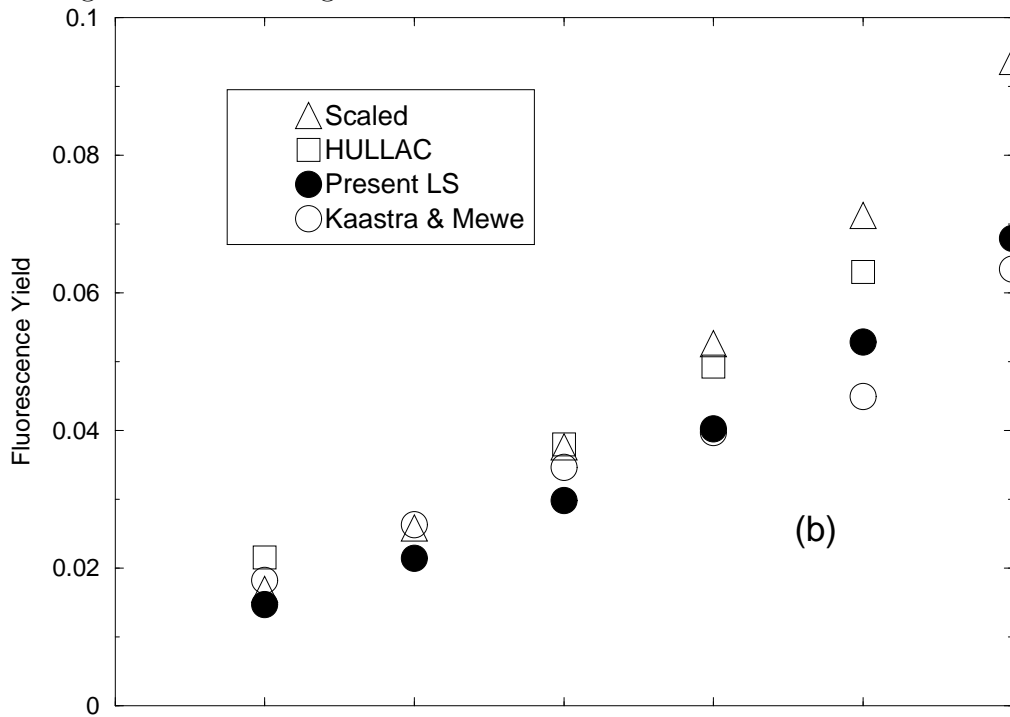 0.1
Scaled
HULLAC
Present LS
Kaastra & Mewe
0.08
0.06
Fluorescence Yield
0.04
(b)
0.02
0